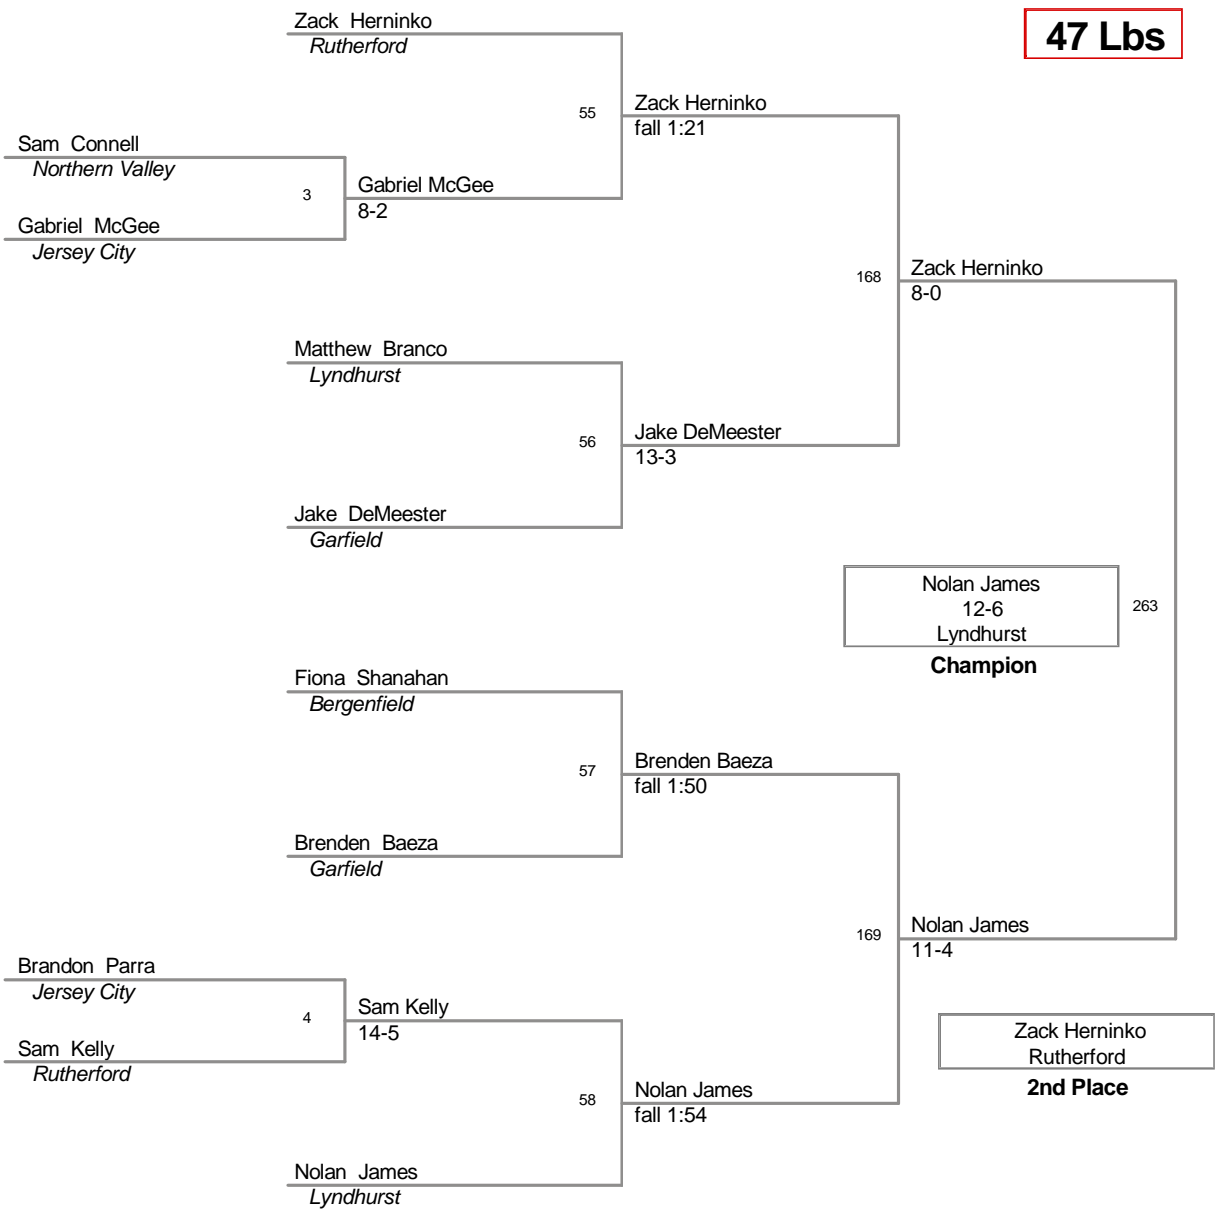 Zack Herninko
Rutherford
47 Lbs
55
Zack Herninko
fall 1:21
Sam Connell
Northern Valley
3
Gabriel McGee
8-2
Gabriel McGee
Jersey City
168
Zack Herninko
8-0
Matthew Branco
Lyndhurst
56
Jake DeMeester
13-3
Jake DeMeester
Garfield
Nolan James
12-6
Lyndhurst
263
Champion
Fiona Shanahan
Bergenfield
57
Brenden Baeza
fall 1:50
Brenden Baeza
Garfield
169
Nolan James
11-4
Brandon Parra
Jersey City
4
Sam Kelly
14-5
Sam Kelly
Rutherford
Zack Herninko
Rutherford
2nd Place
58
Nolan James
fall 1:54
Nolan James
Lyndhurst